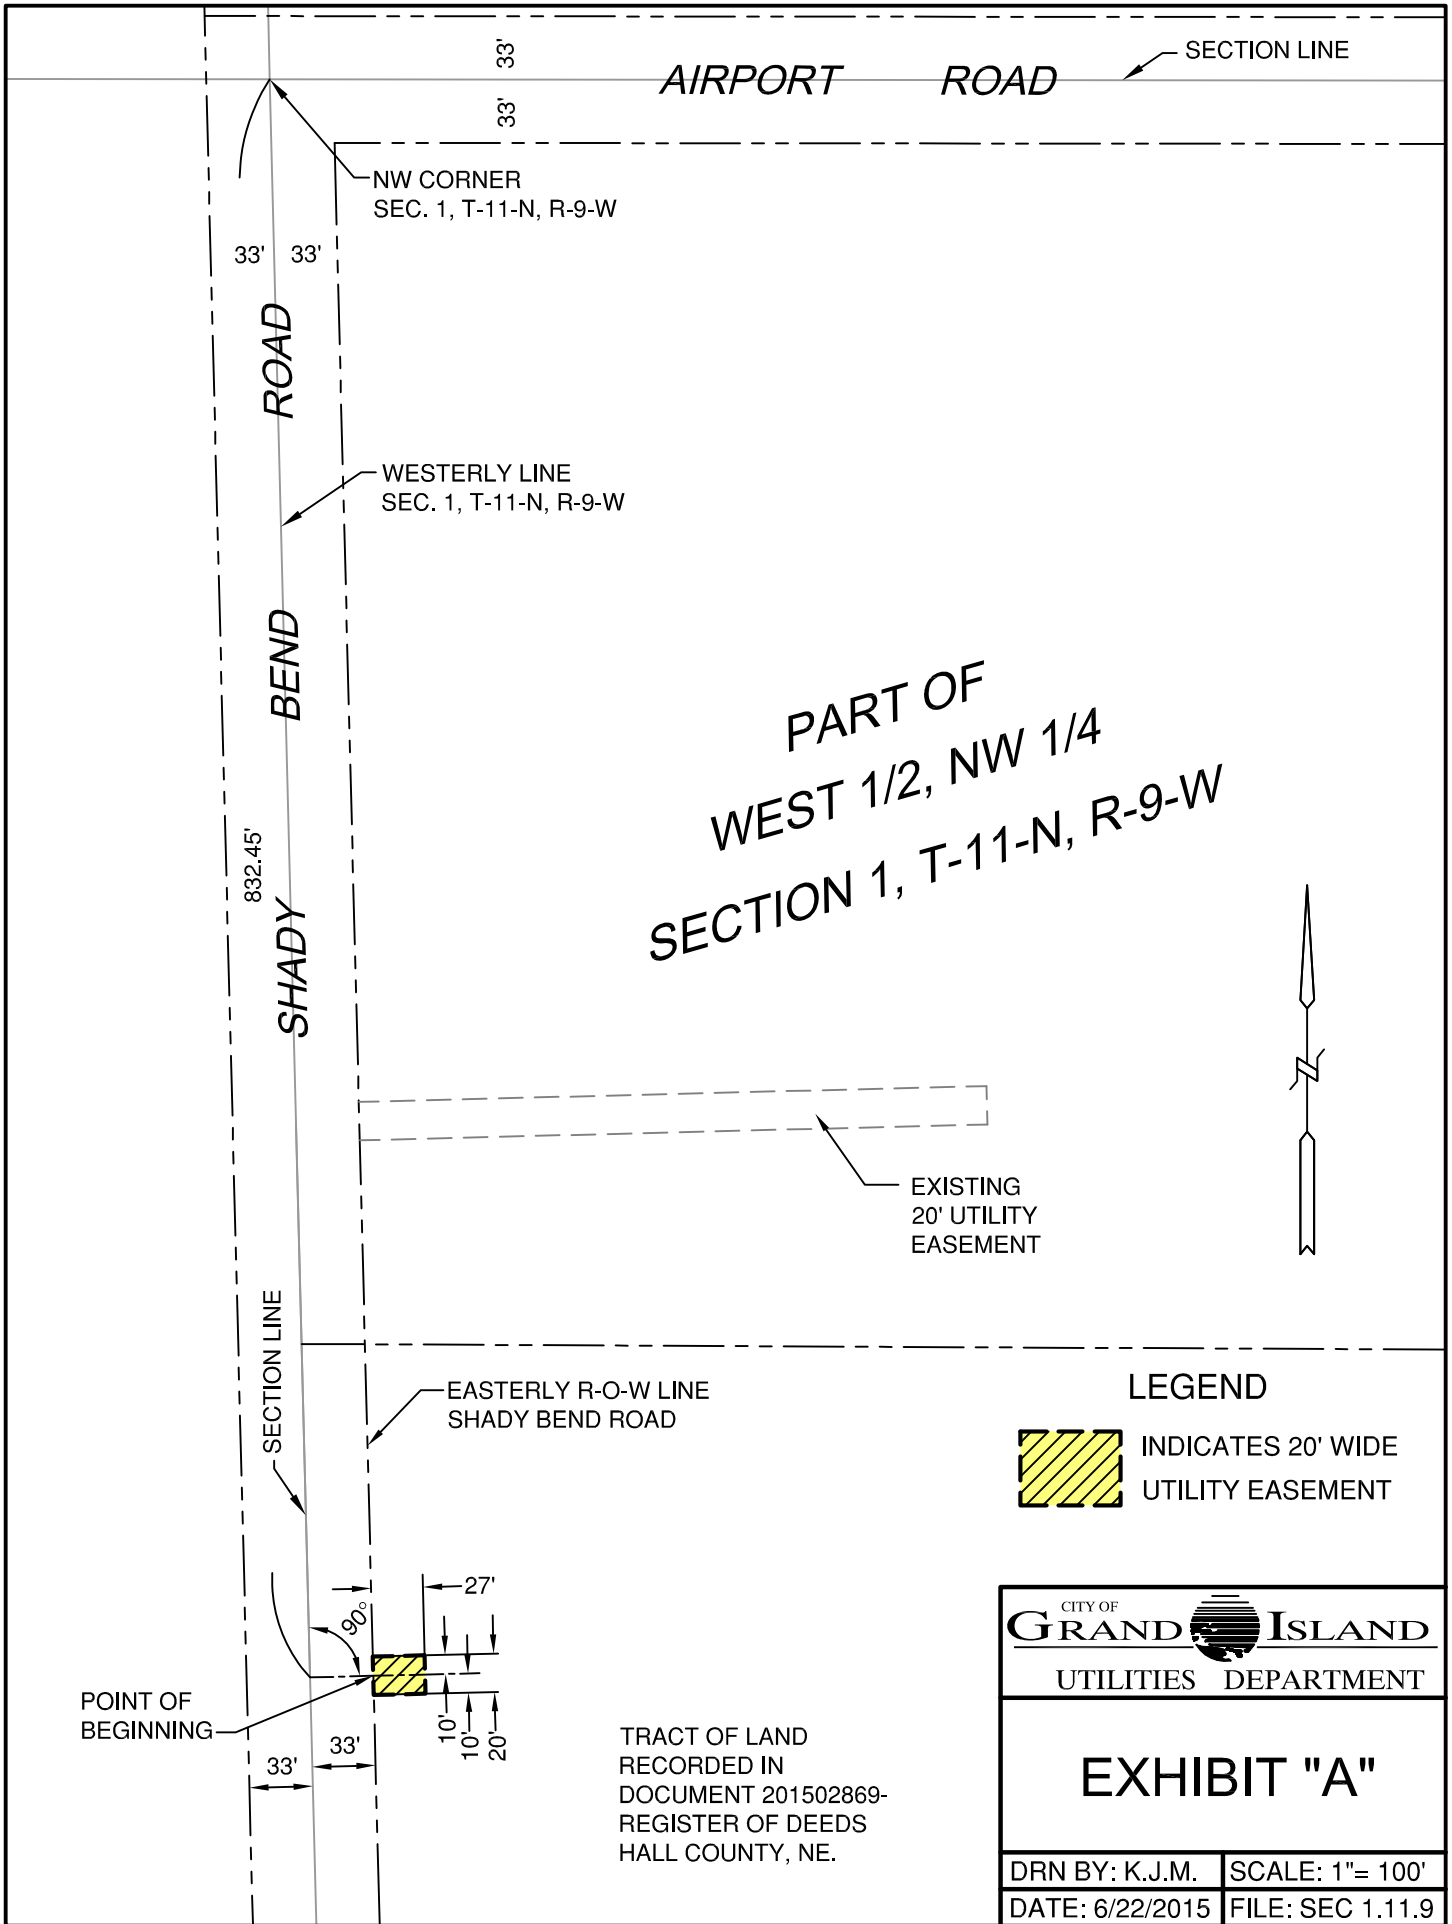 33'
SECTION LINE
AIRPORT ROAD
33'
NW CORNER
SEC. 1, T-11-N, R-9-W
33' 33'
ROAD
WESTERLY LINE
SEC. 1, T-11-N, R-9-W
BEND
PART OF
WEST 1/2, NW 1/4
SECTION 1, T-11-N, R-9-W
832.45'
SHADY
N
EXISTING
20' UTILITY
EASEMENT
SECTION LINE
EASTERLY R-O-W LINE
SHADY BEND ROAD
LEGEND
INDICATES 20' WIDE
UTILITY EASEMENT
27'
90°
POINT OF
BEGINNING
10'
10'
20'
33'
33'
TRACT OF LAND
RECORDED IN
DOCUMENT 201502869-
REGISTER OF DEEDS
HALL COUNTY, NE.
CITY OF
GRAND ISLAND
UTILITIES DEPARTMENT
EXHIBIT "A"
DRN BY: K.J.M.
SCALE: 1"= 100'
DATE: 6/22/2015
FILE: SEC 1.11.9